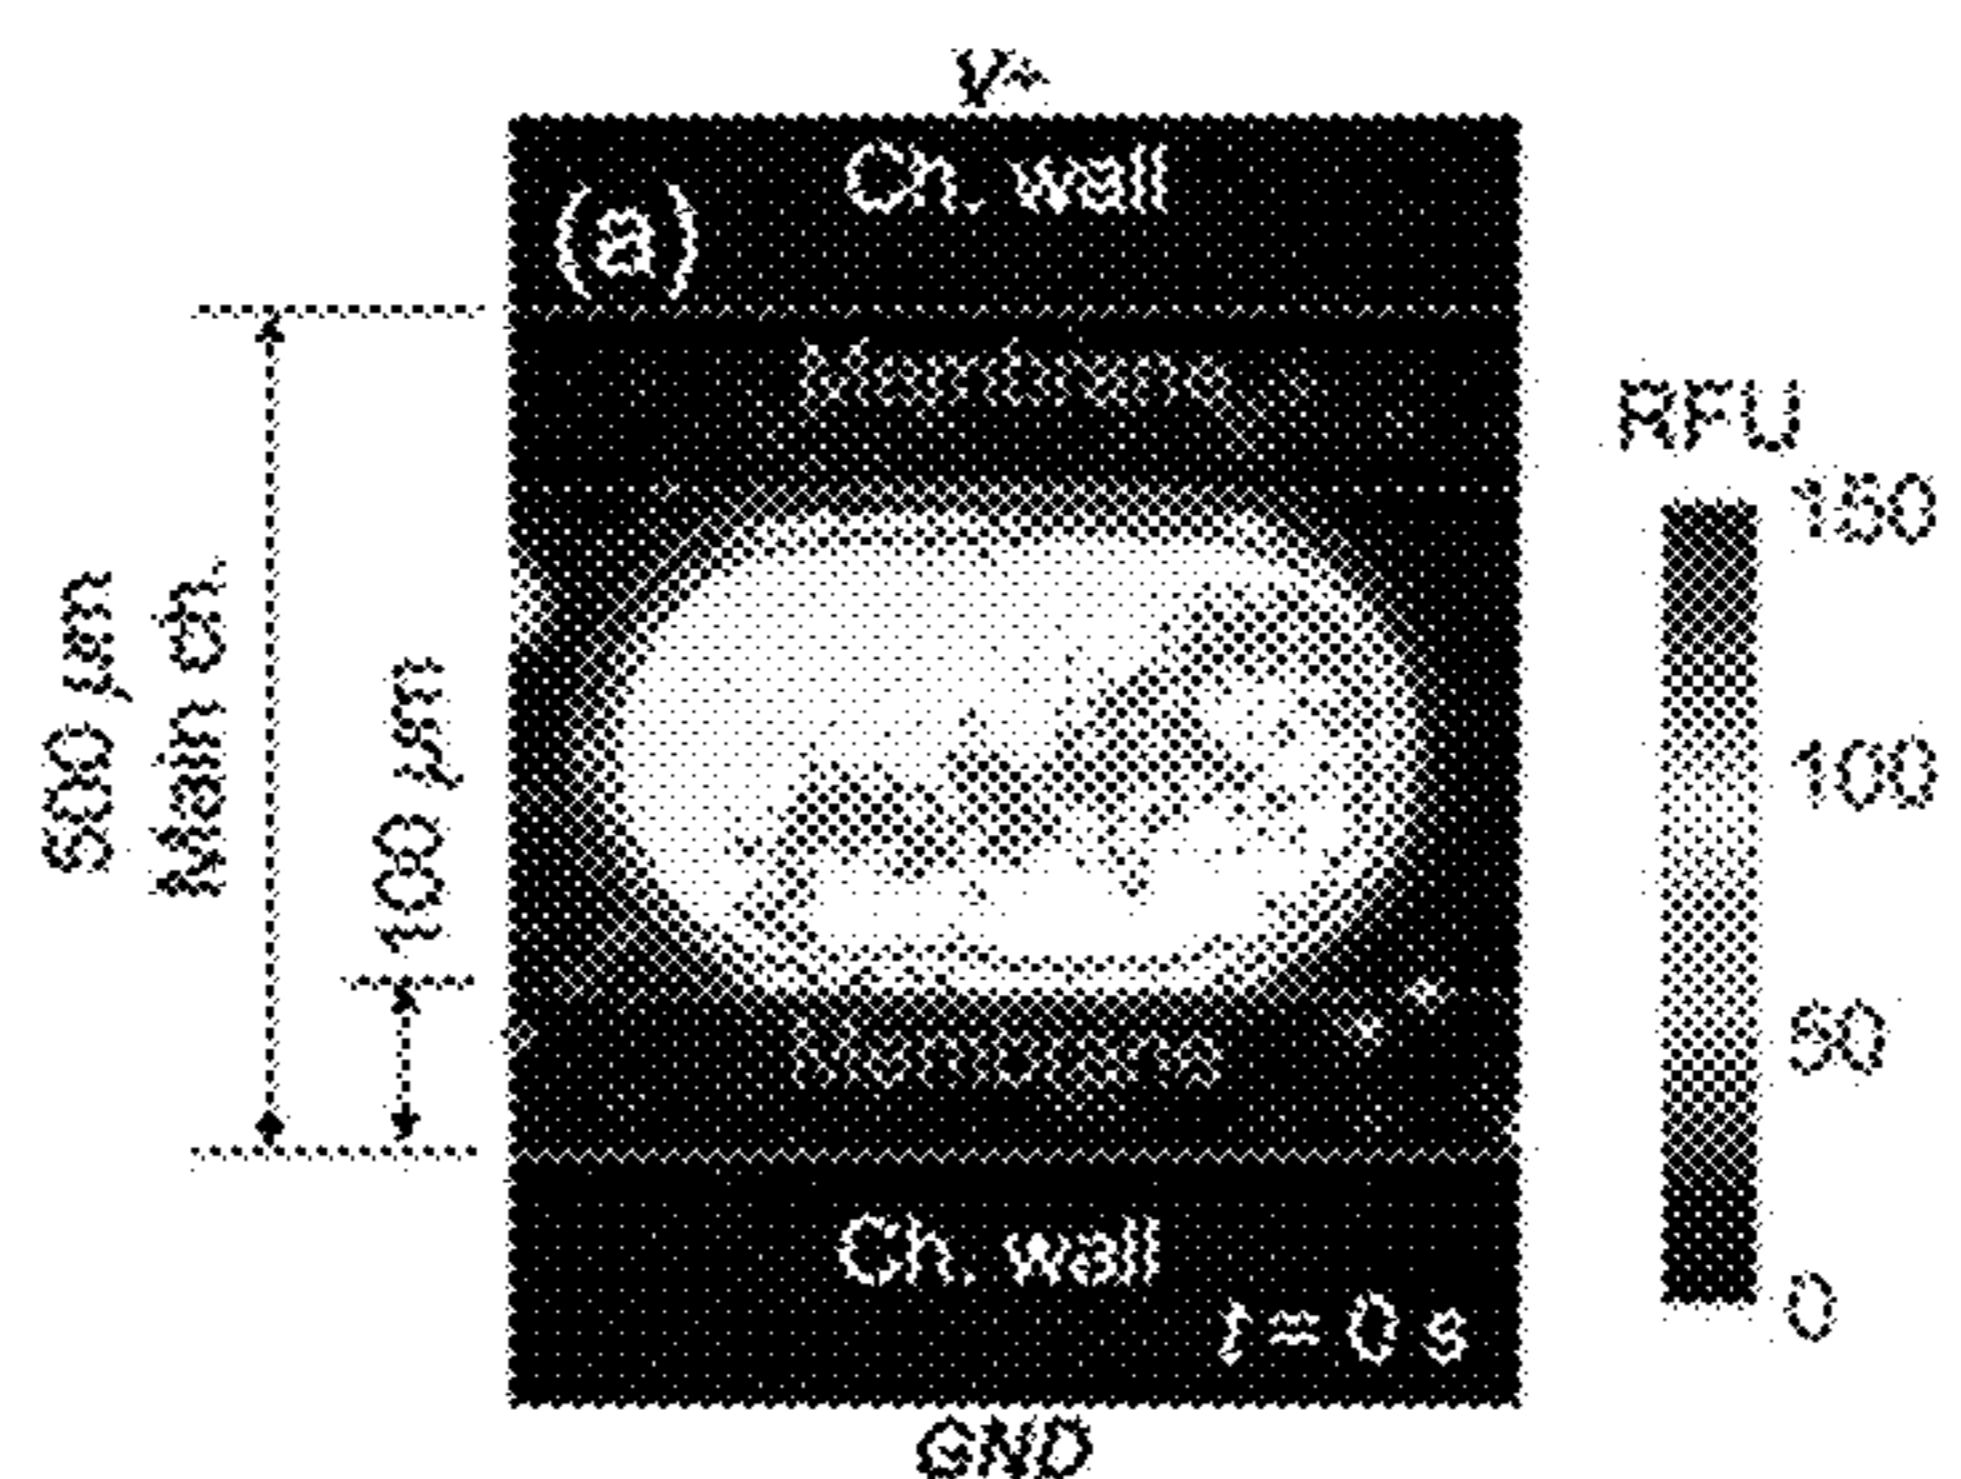 V~
Ch. wall
(a)
Membrane
500 μm
Main ch.
100 μm
Membrane
Ch. wall
t = 0 s
GND
RFU
150
100
50
0